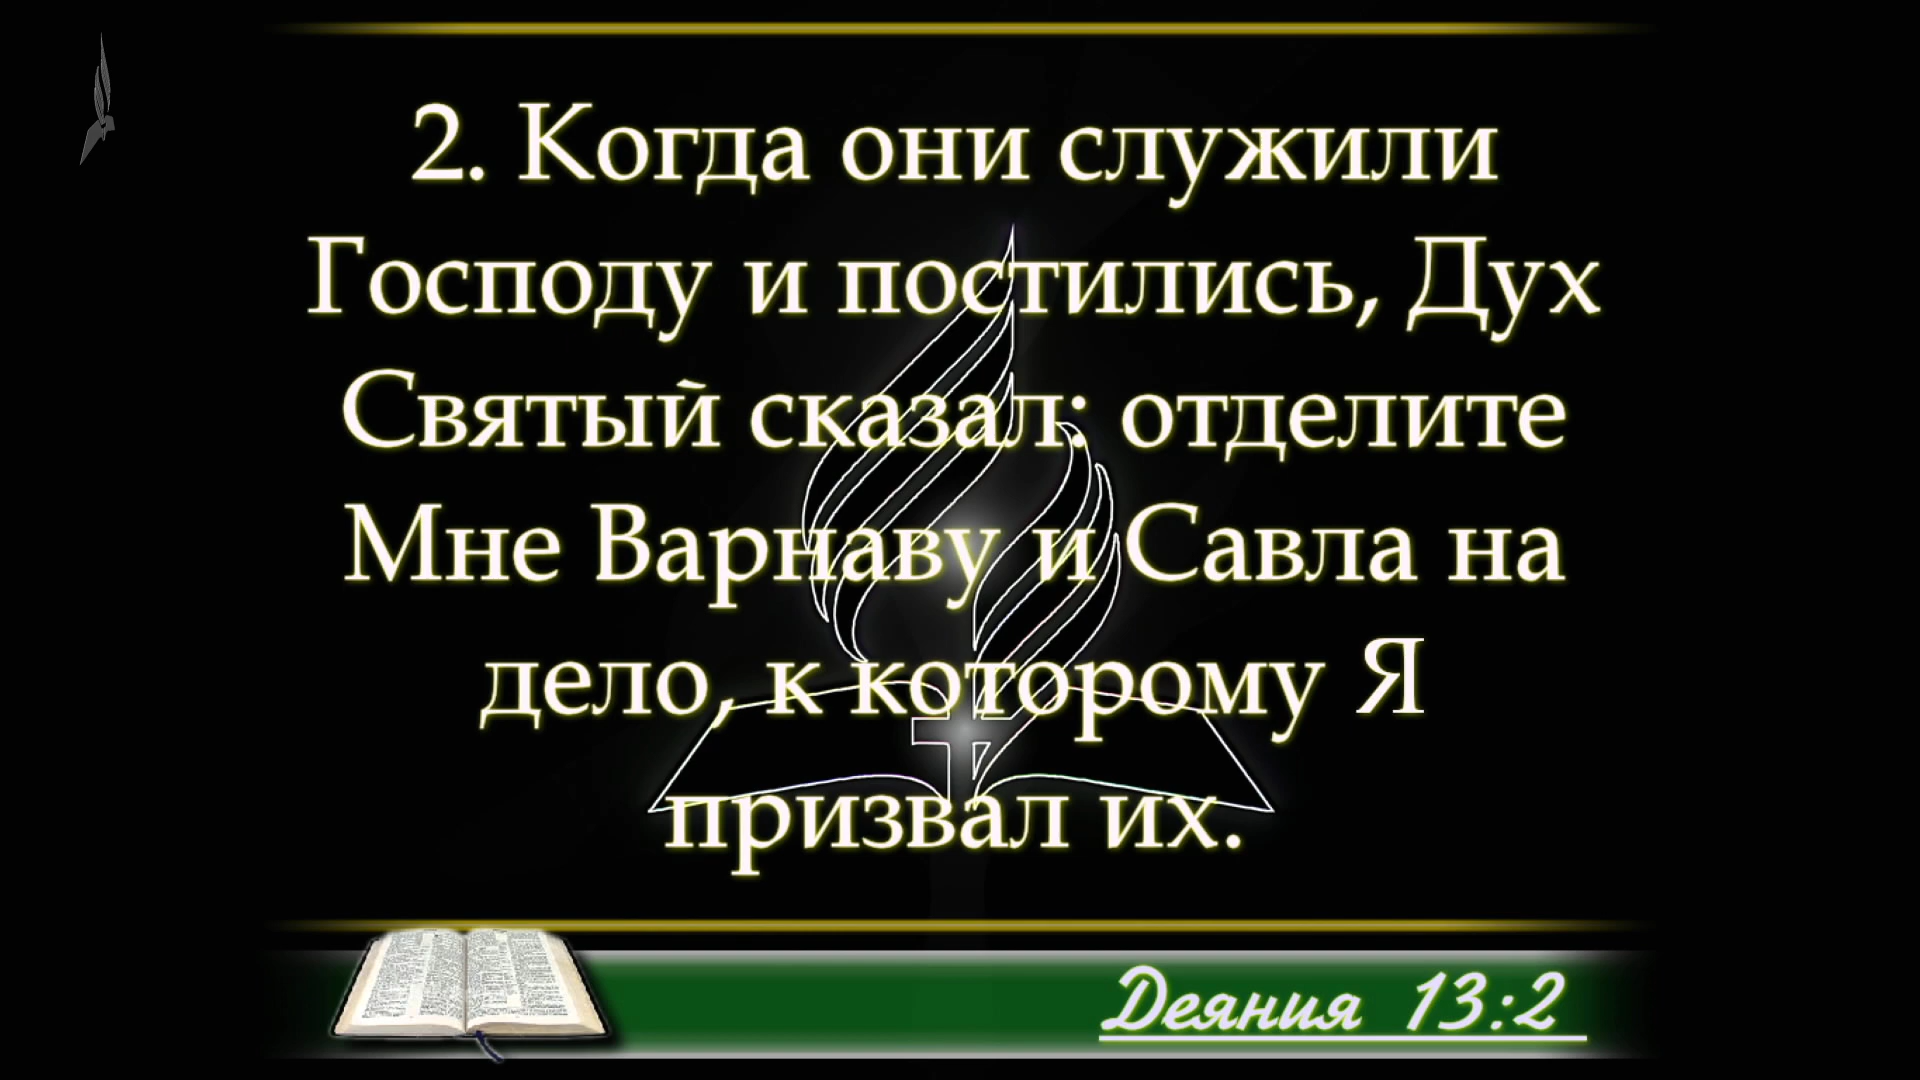 2. Когда они служили
Господу и постились, Дух
Святый сказал: отделите
Мне Варнаву и Савла на
дело, к которому Я
призвал их.
Деяния 13:2